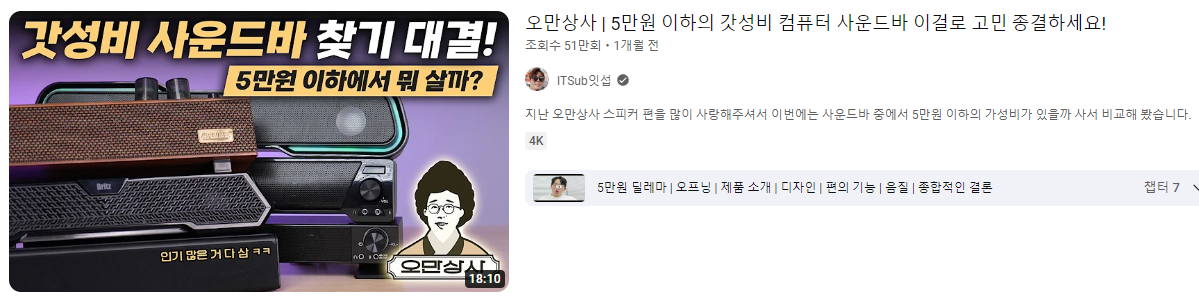 갓성비 사운드바 찾기 대결!
5만원 이하에서 뭐 살까?
Britz
인기 많은 거 다 삼 ㅋㅋ
오만상사
18:10
오만상사 | 5만원 이하의 갓성비 컴퓨터 사운드바 이걸로 고민 종결하세요!
조회수 51만회 • 1개월 전
ITSub잇섭
지난 오만상사 스피커 편을 많이 사랑해주셔서 이번에는 사운드바 중에서 5만원 이하의 가성비가 있을까 사서 비교해 봤습니다.
4K
5만원 딜레마 | 오프닝 | 제품 소개 | 디자인 | 편의 기능 | 음질 | 종합적인 결론
챕터 7